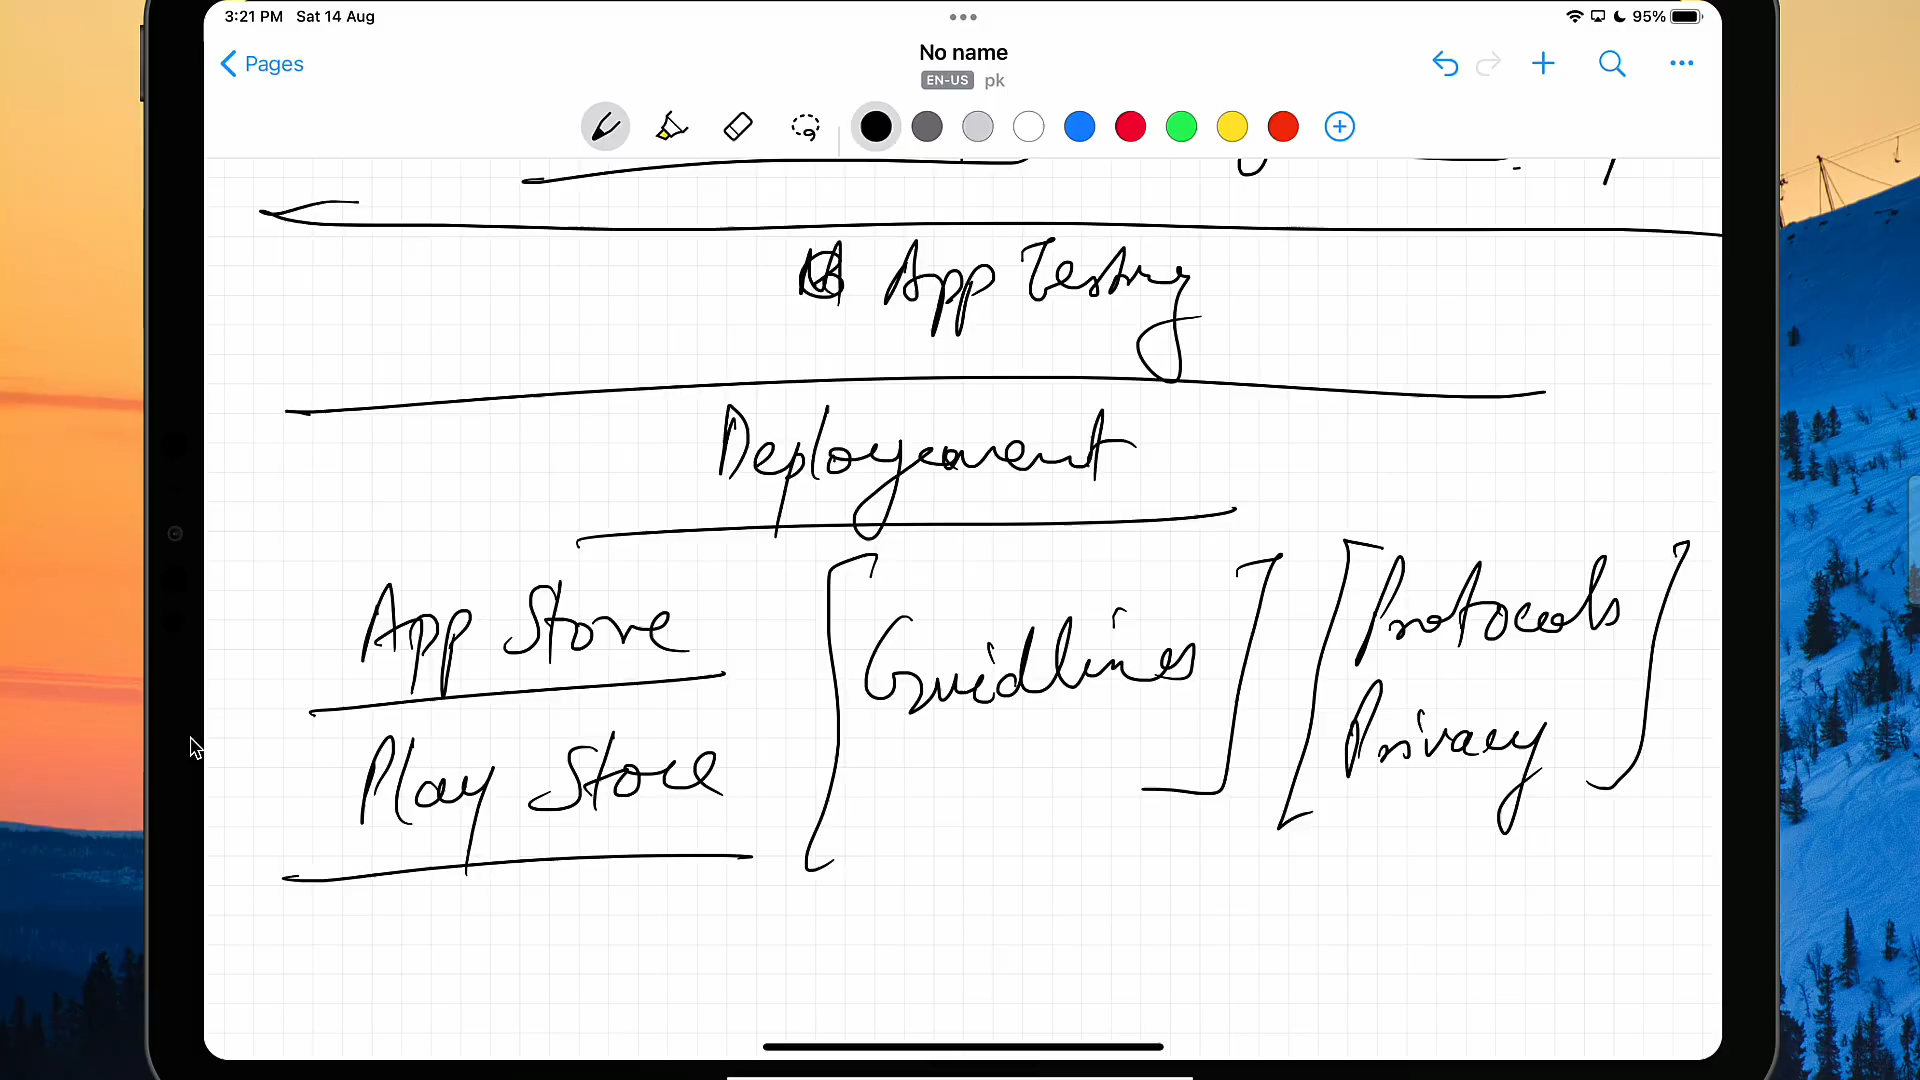 3:21 PM Sat 14 Aug
95%
Pages
No name
EN-US pk
App Testing
Deployement
App Store
Guidlines
Protocols
Privacy
Play Store